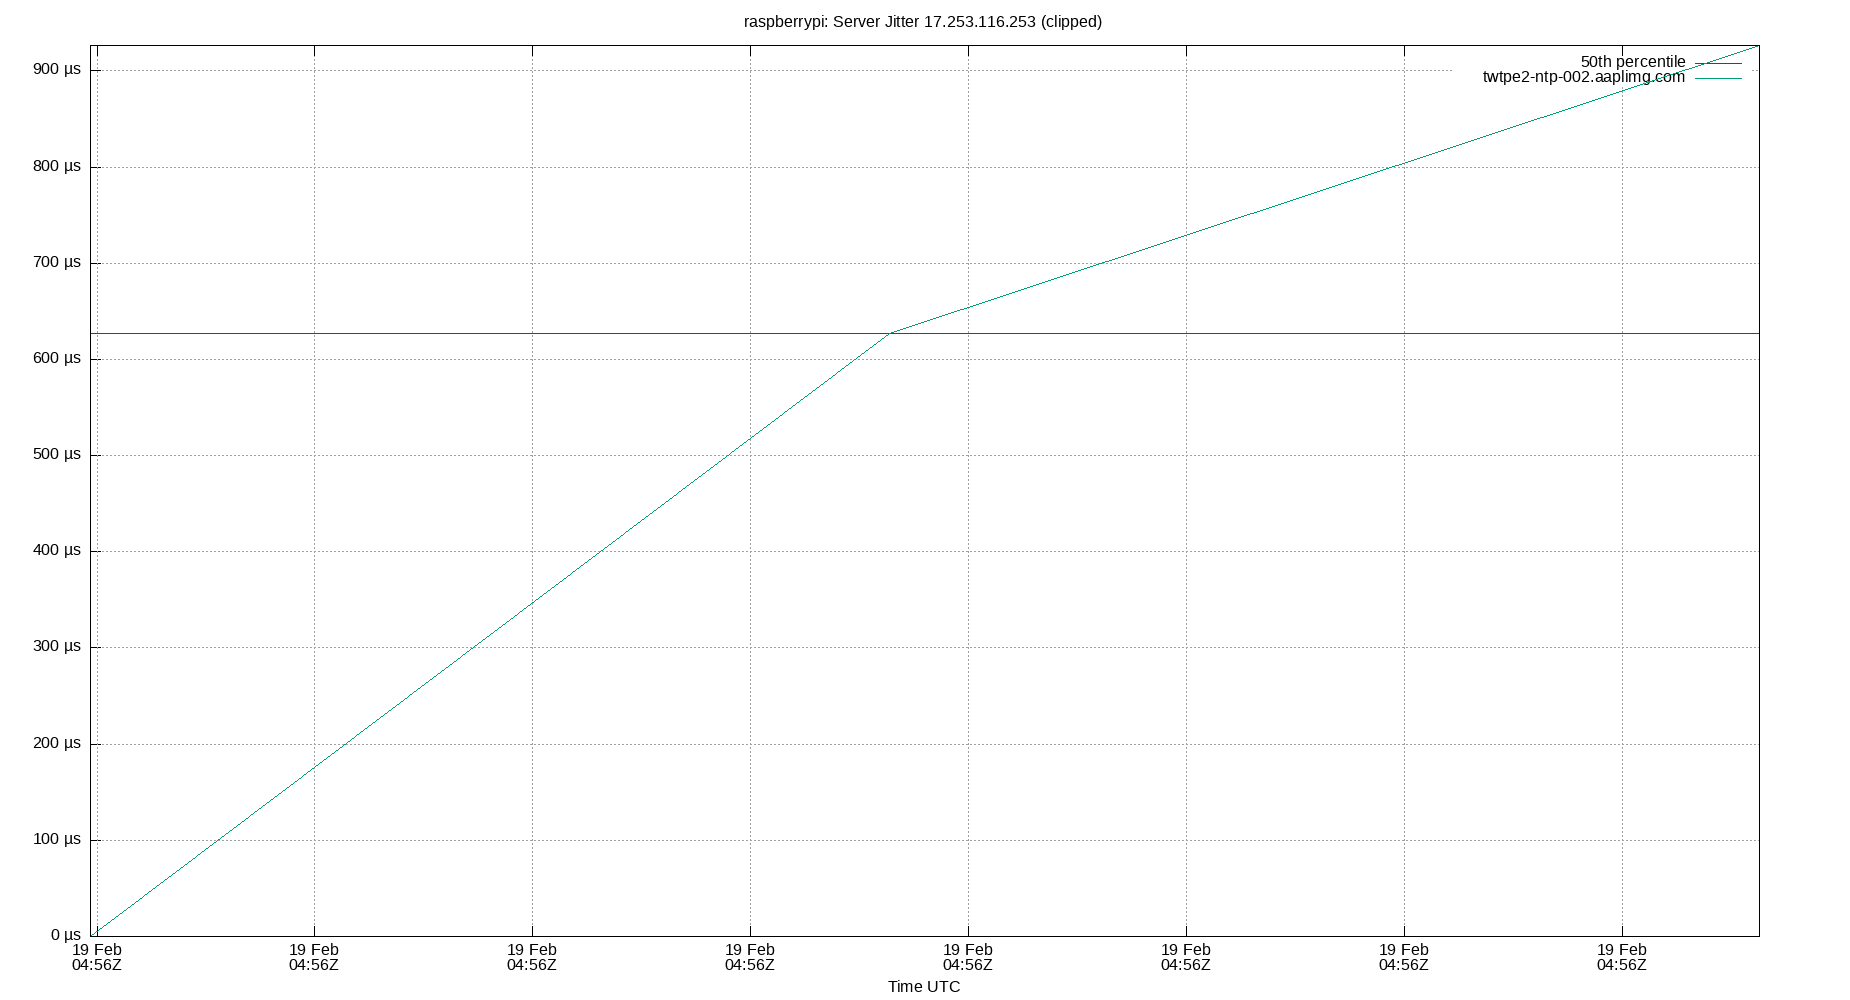 raspberrypi: Server Jitter 17.253.116.253 (clipped)
900 µs
800 µs
700 µs
600 µs
500 µs
400 µs
300 µs
200 µs
100 µs
0 µs
50th percentile
twtpe2-ntp-002.aaplimg.com
19 Feb 19 Feb 19 Feb 19 Feb 19 Feb 19 Feb 19 Feb 19 Feb
04:56Z 04:56Z 04:56Z 04:56Z 04:56Z 04:56Z 04:56Z 04:56Z
Time UTC